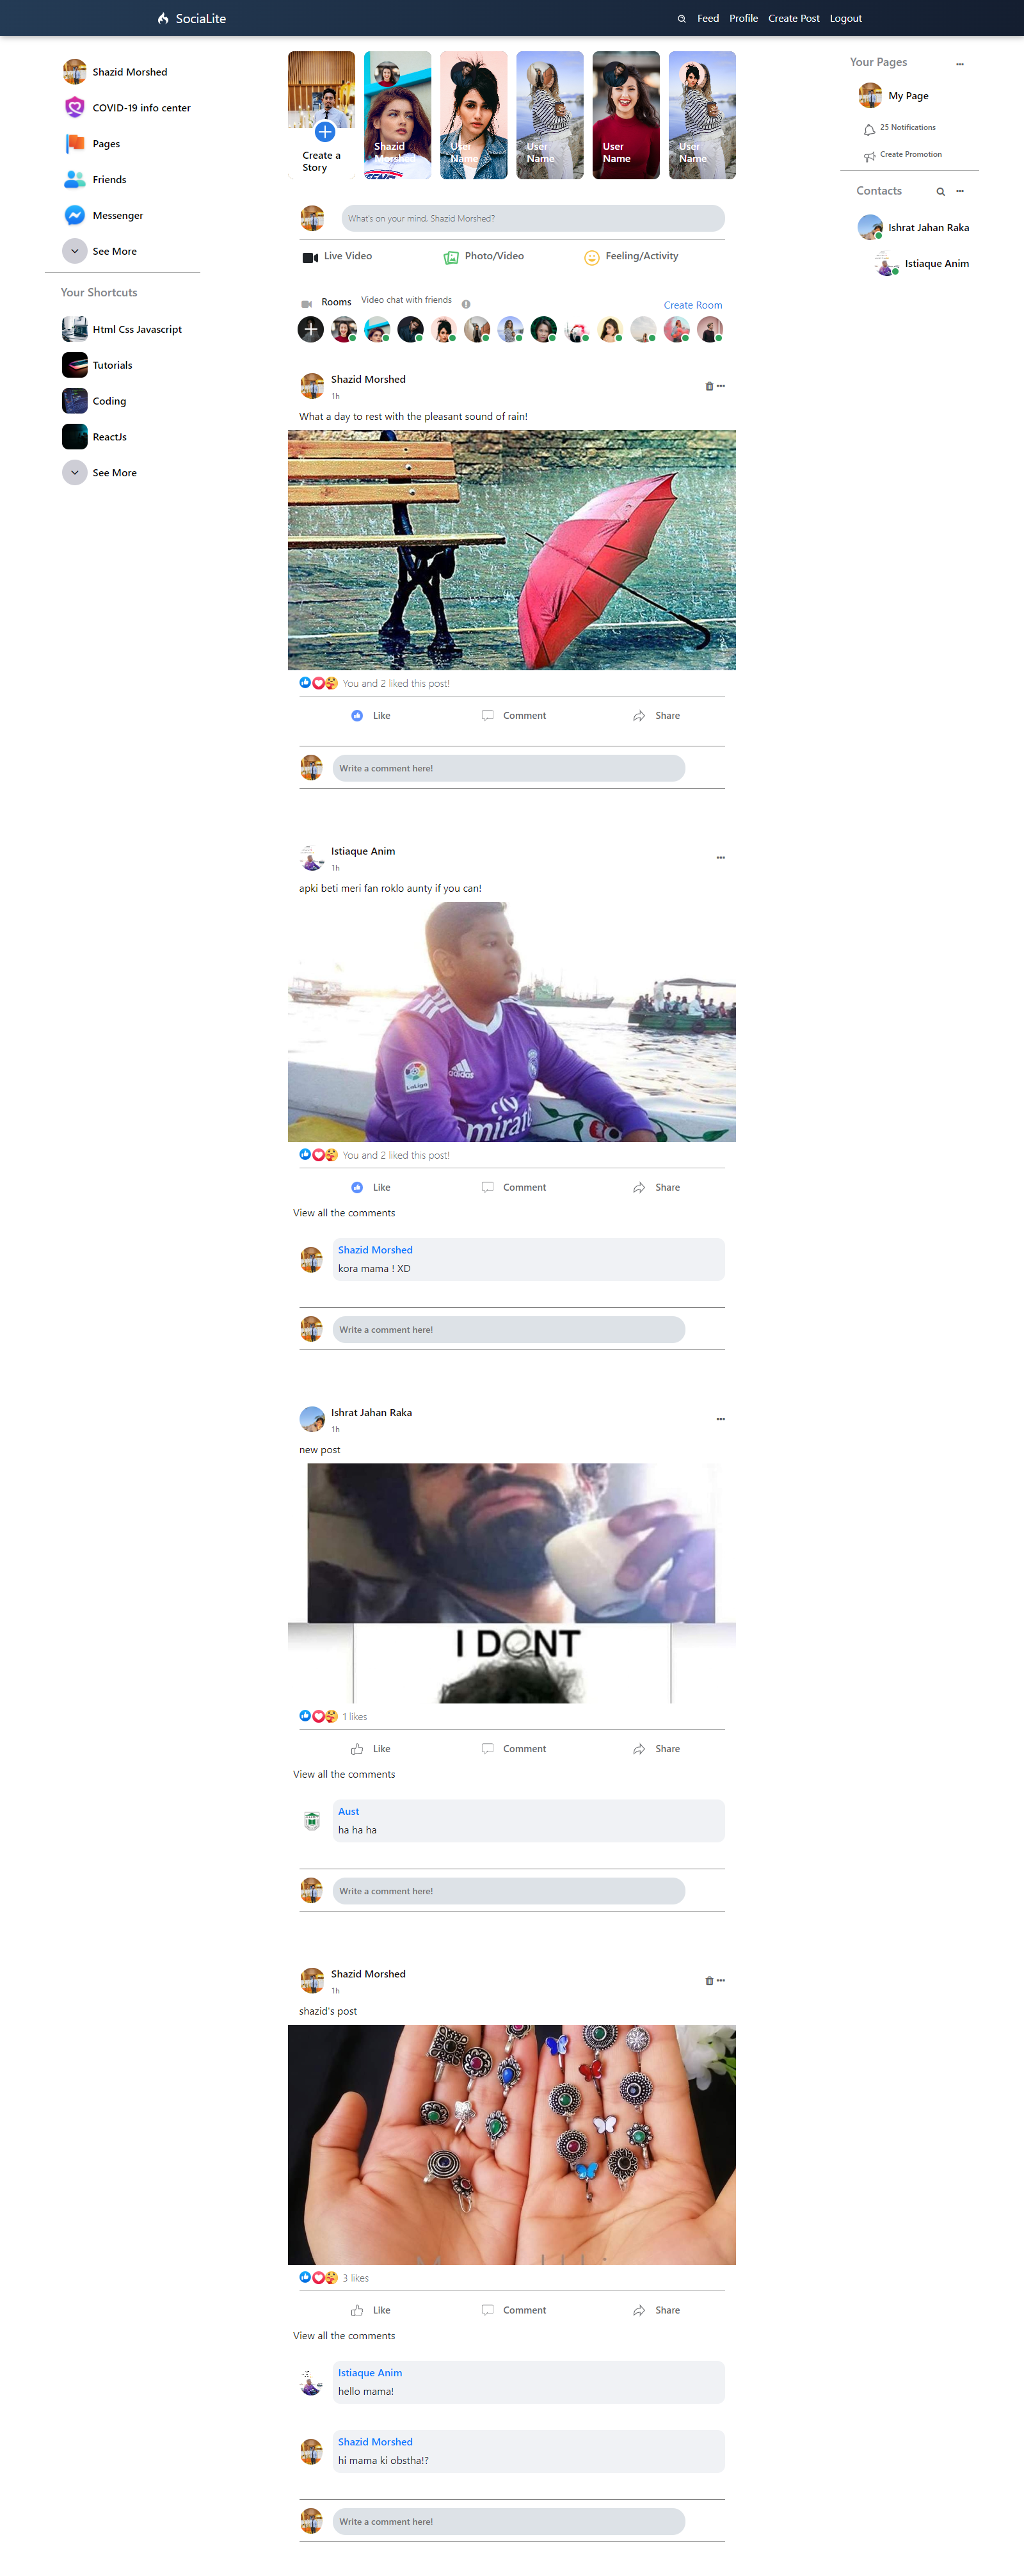 SociaLite
Feed
Profile
Create Post
Logout
Shazid Morshed
COVID-19 info center
Pages
Friends
Messenger
See More
Your Shortcuts
Html Css Javascript
Tutorials
Coding
ReactJs
See More
Create a
Story
Shazid
Morshed
User
Name
User
Name
User
Name
User
Name
What's on your mind, Shazid Morshed?
Live Video
Photo/Video
Feeling/Activity
Rooms
Video chat with friends
Create Room
Your Pages
My Page
25 Notifications
Create Promotion
Contacts
Ishrat Jahan Raka
Istiaque Anim
Shazid Morshed
1h
What a day to rest with the pleasant sound of rain!
You and 2 liked this post!
Like
Comment
Share
Write a comment here!
Istiaque Anim
1h
apki beti meri fan roklo aunty if you can!
LaLiga
adidas
mirate
You and 2 liked this post!
Like
Comment
Share
View all the comments
Shazid Morshed
kora mama ! XD
Write a comment here!
Ishrat Jahan Raka
1h
new post
I DONT
1 likes
Like
Comment
Share
View all the comments
Aust
ha ha ha
Write a comment here!
Shazid Morshed
1h
shazid's post
3 likes
Like
Comment
Share
View all the comments
Istiaque Anim
hello mama!
Shazid Morshed
hi mama ki obstha!?
Write a comment here!